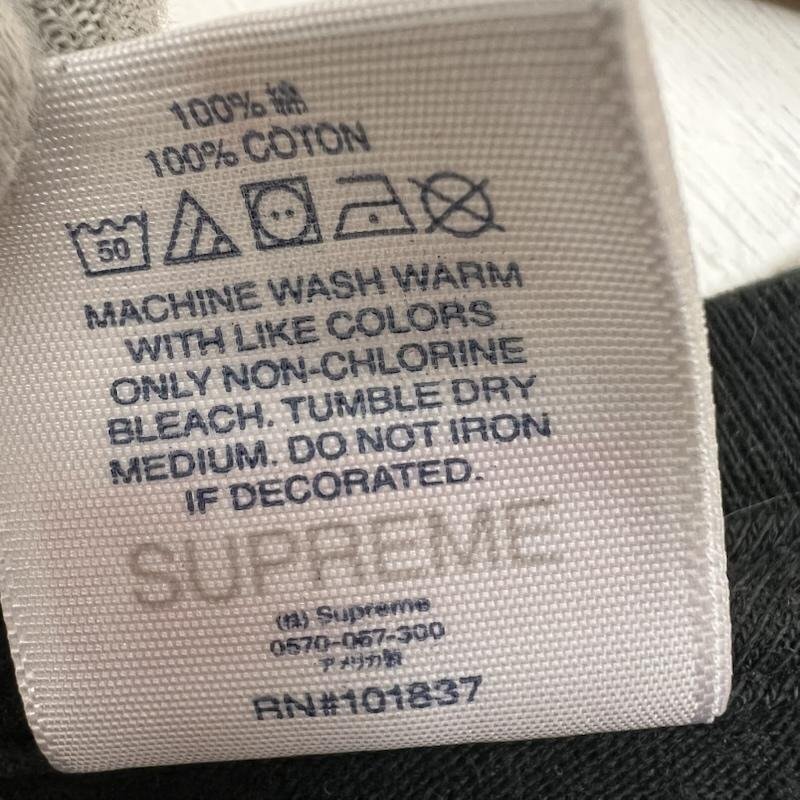 100% 綿
100% COTON
50
MACHINE WASH WARM
WITH LIKE COLORS
ONLY NON-CHLORINE
BLEACH. TUMBLE DRY
MEDIUM. DO NOT IRON
IF DECORATED.
SUPREME
(株) Supreme
0570-067-300
アメリカ製
RN#101837